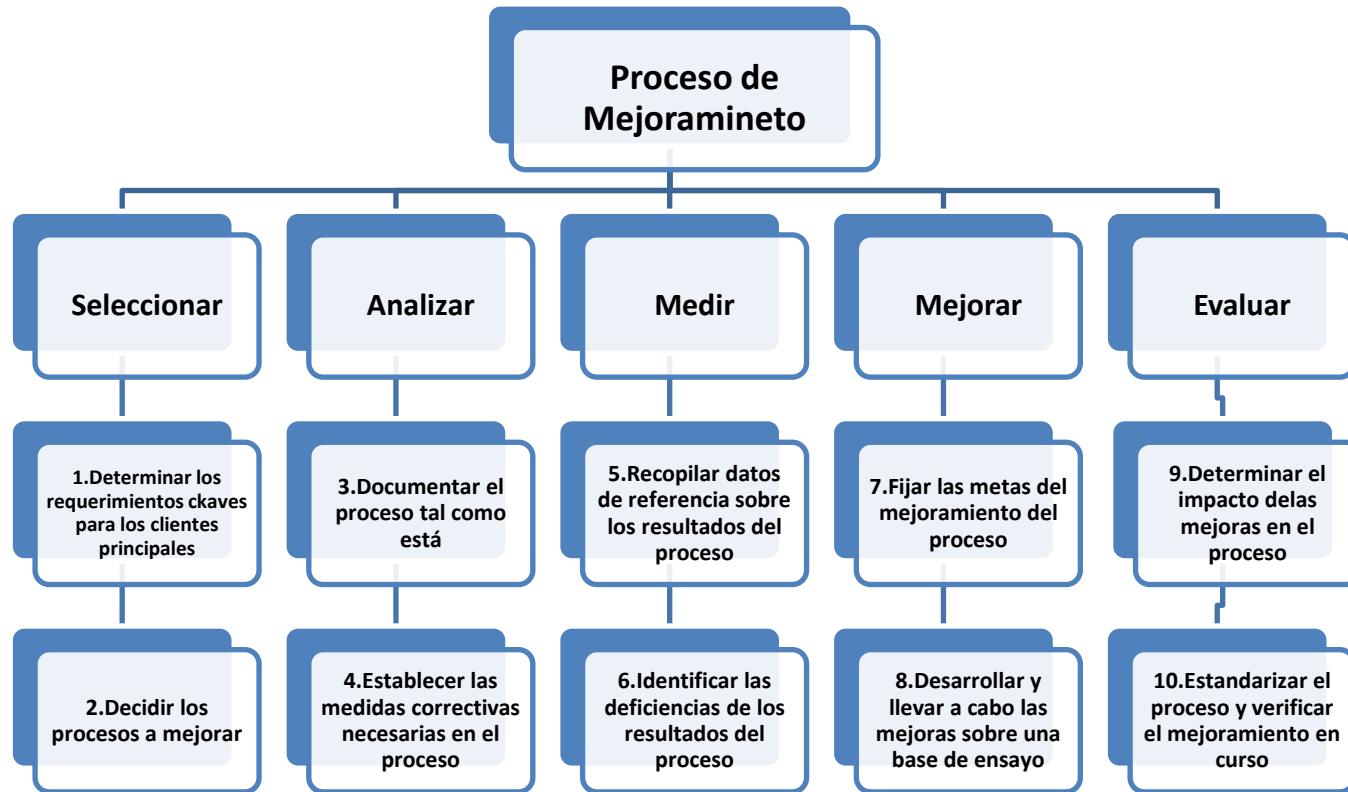 Proceso de
Mejoramineto
Seleccionar
Analizar
Medir
Mejorar
Evaluar
1.Determinar los
requerimientos ckaves
para los clientes
principales
3.Documentar el
proceso tal como
está
5.Recopilar datos
de referencia sobre
los resultados del
proceso
7.Fijar las metas del
mejoramiento del
proceso
9.Determinar el
impacto delas
mejoras en el
proceso
2.Decidir los
procesos a mejorar
4.Establecer las
medidas correctivas
necesarias en el
proceso
6.Identificar las
deficiencias de los
resultados del
proceso
8.Desarrollar y
llevar a cabo las
mejoras sobre una
base de ensayo
10.Estandarizar el
proceso y verificar
el mejoramiento en
curso